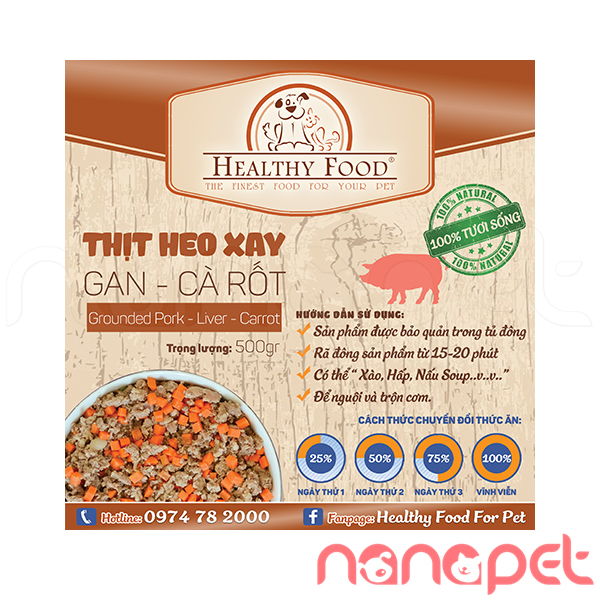 HEALTHY FOOD®
THE FINEST FOOD FOR YOUR PET
100% NATURAL
100% TƯƠI SỐNG
100% NATURAL
THỊT HEO XAY
GAN - CÀ RỐT
Grounded Pork - Liver - Carrot
Trọng lượng: 500gr
HƯỚNG DẪN SỬ DỤNG:
Sản phẩm được bảo quản trong tủ đông
Rã đông sản phẩm từ 15-20 phút
Có thể “ Xào, Hấp, Nấu Soup..v..v..”
Để nguội và trộn cơm.
CÁCH THỨC CHUYỂN ĐỔI THỨC ĂN:
25% 50% 75% 100%
NGÀY THỨ 1 NGÀY THỨ 2 NGÀY THỨ 3 VĨNH VIỄN
Hotline: 0974 78 2000
Fanpage: Healthy Food For Pet
nanapet